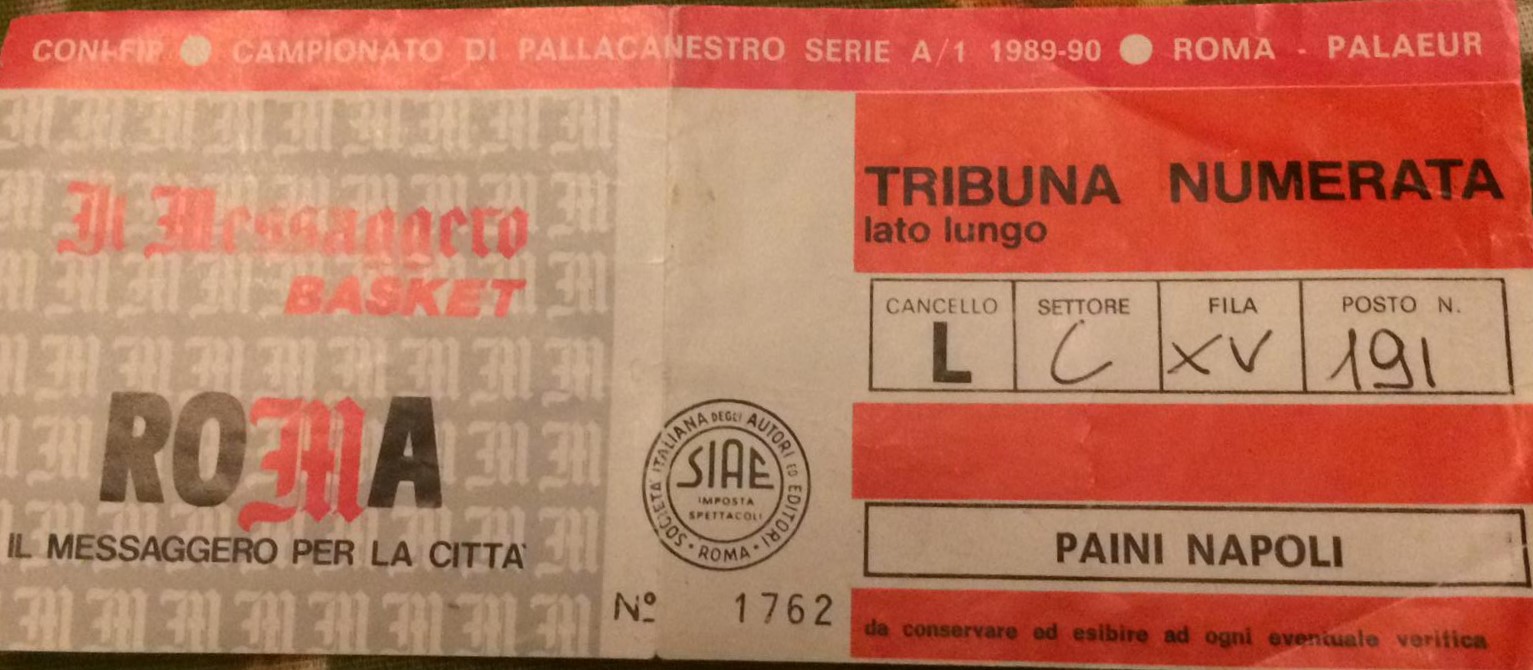 CONI-FIP ● CAMPIONATO DI PALLACANESTRO SERIE A/1 1989-90 ● ROMA - PALAEUR
Il Messaggero
BASKET
ROMA
IL MESSAGGERO PER LA CITTA'
SOCIETA' ITALIANA DEGLI AUTORI ED EDITORI
SIAE
IMPOSTA
SPETTACOLI
• ROMA •
Nº 1762
TRIBUNA NUMERATA
lato lungo
CANCELLO SETTORE FILA POSTO N.
L C XV 191
PAINI NAPOLI
da conservare ed esibire ad ogni eventuale verifica